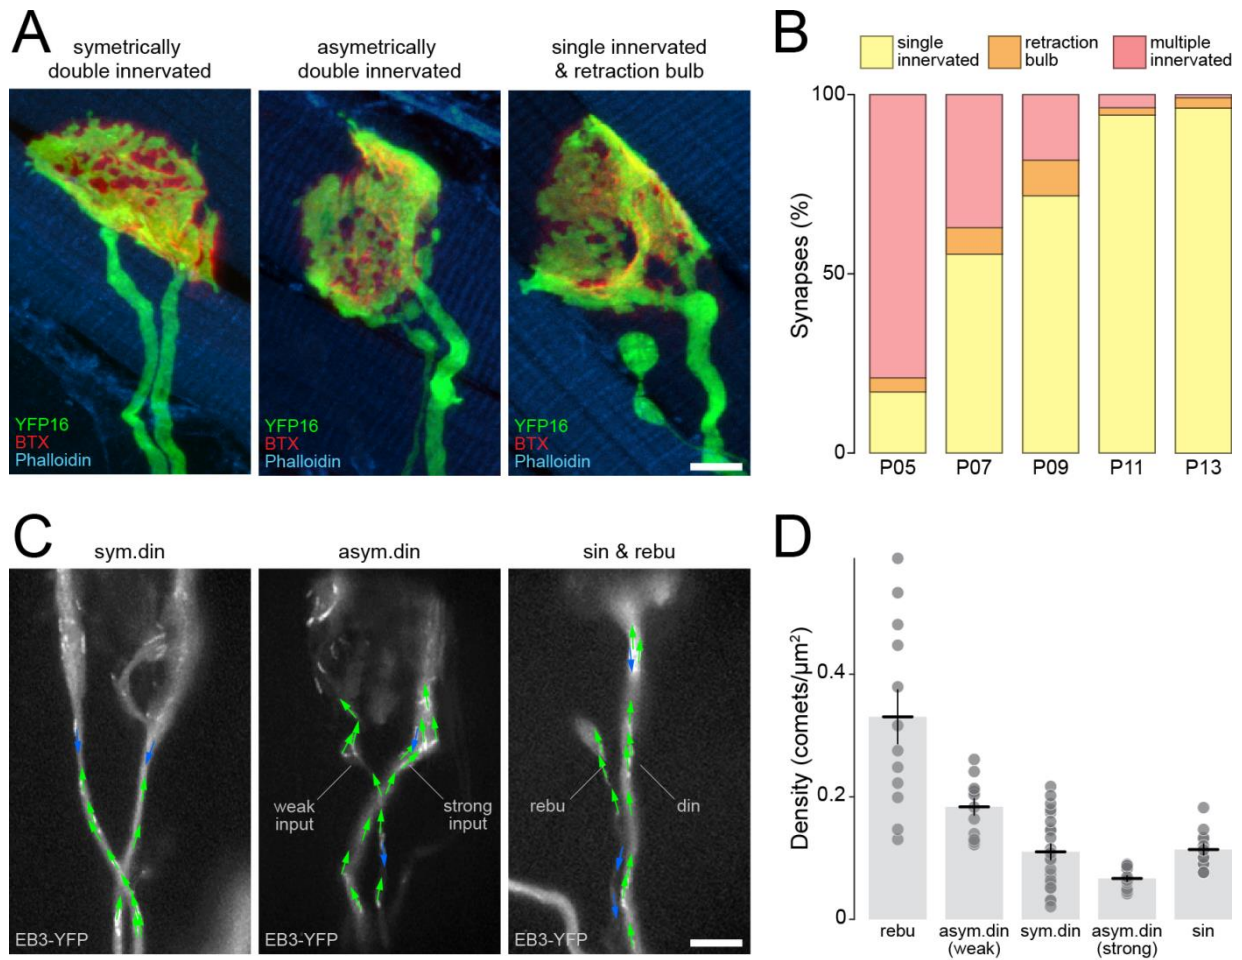 A
symetrically
double innervated
asymetrically
double innervated
single innervated
& retraction bulb
YFP16
BTX
Phalloidin
YFP16
BTX
Phalloidin
YFP16
BTX
Phalloidin
B
single
innervated
retraction
bulb
multiple
innervated
Synapses (%)
100
50
0
P05
P07
P09
P11
P13
C
sym.din
asym.din
sin & rebu
weak
input
strong
input
rebu
din
EB3-YFP
EB3-YFP
EB3-YFP
D
Density (comets/µm²)
0.4
0.2
0
rebu
asym.din
(weak)
sym.din
asym.din
(strong)
sin